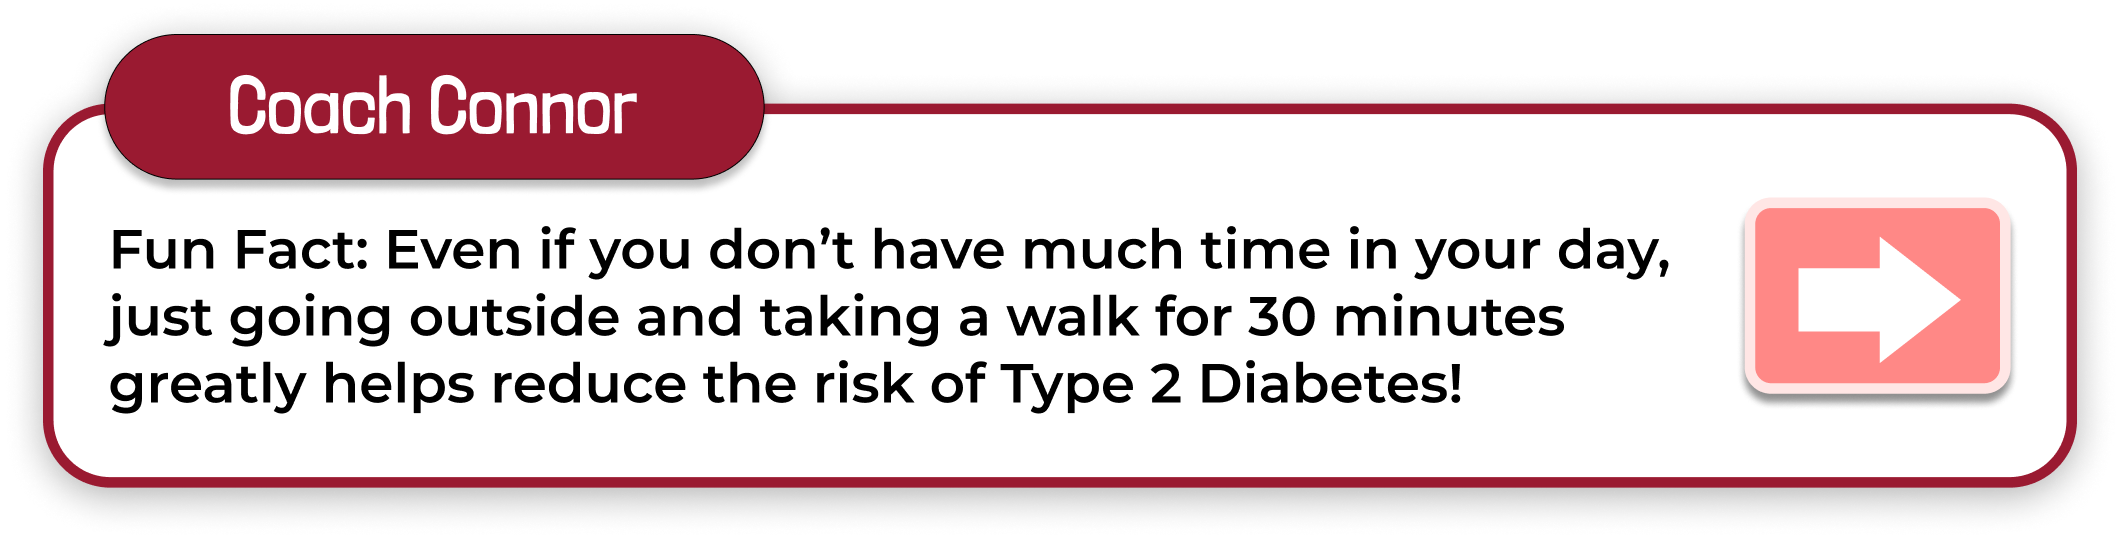 Coach Connor
Fun Fact: Even if you don’t have much time in your day,
just going outside and taking a walk for 30 minutes
greatly helps reduce the risk of Type 2 Diabetes!